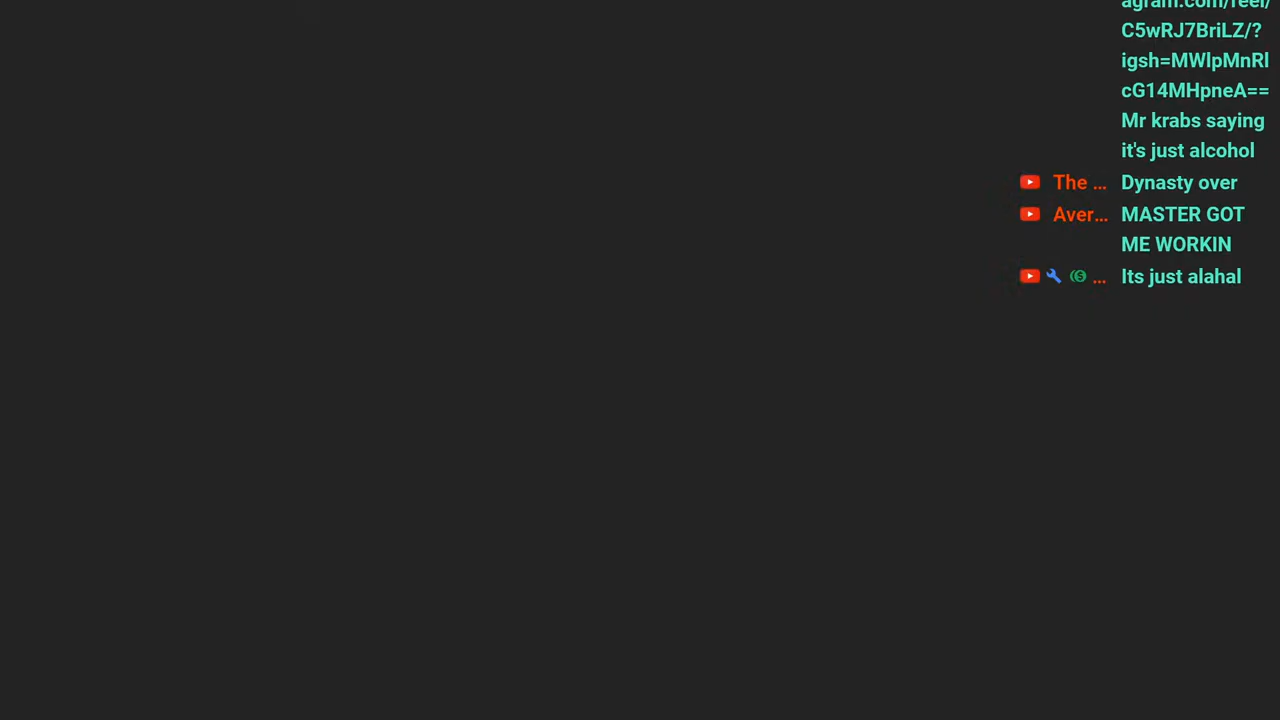 agram.com/reel/
C5wRJ7BriLZ/?
igsh=MWlpMnRl
cG14MHpneA==
Mr krabs saying
it's just alcohol
The ... Dynasty over
Aver... MASTER GOT
ME WORKIN
... Its just alahal